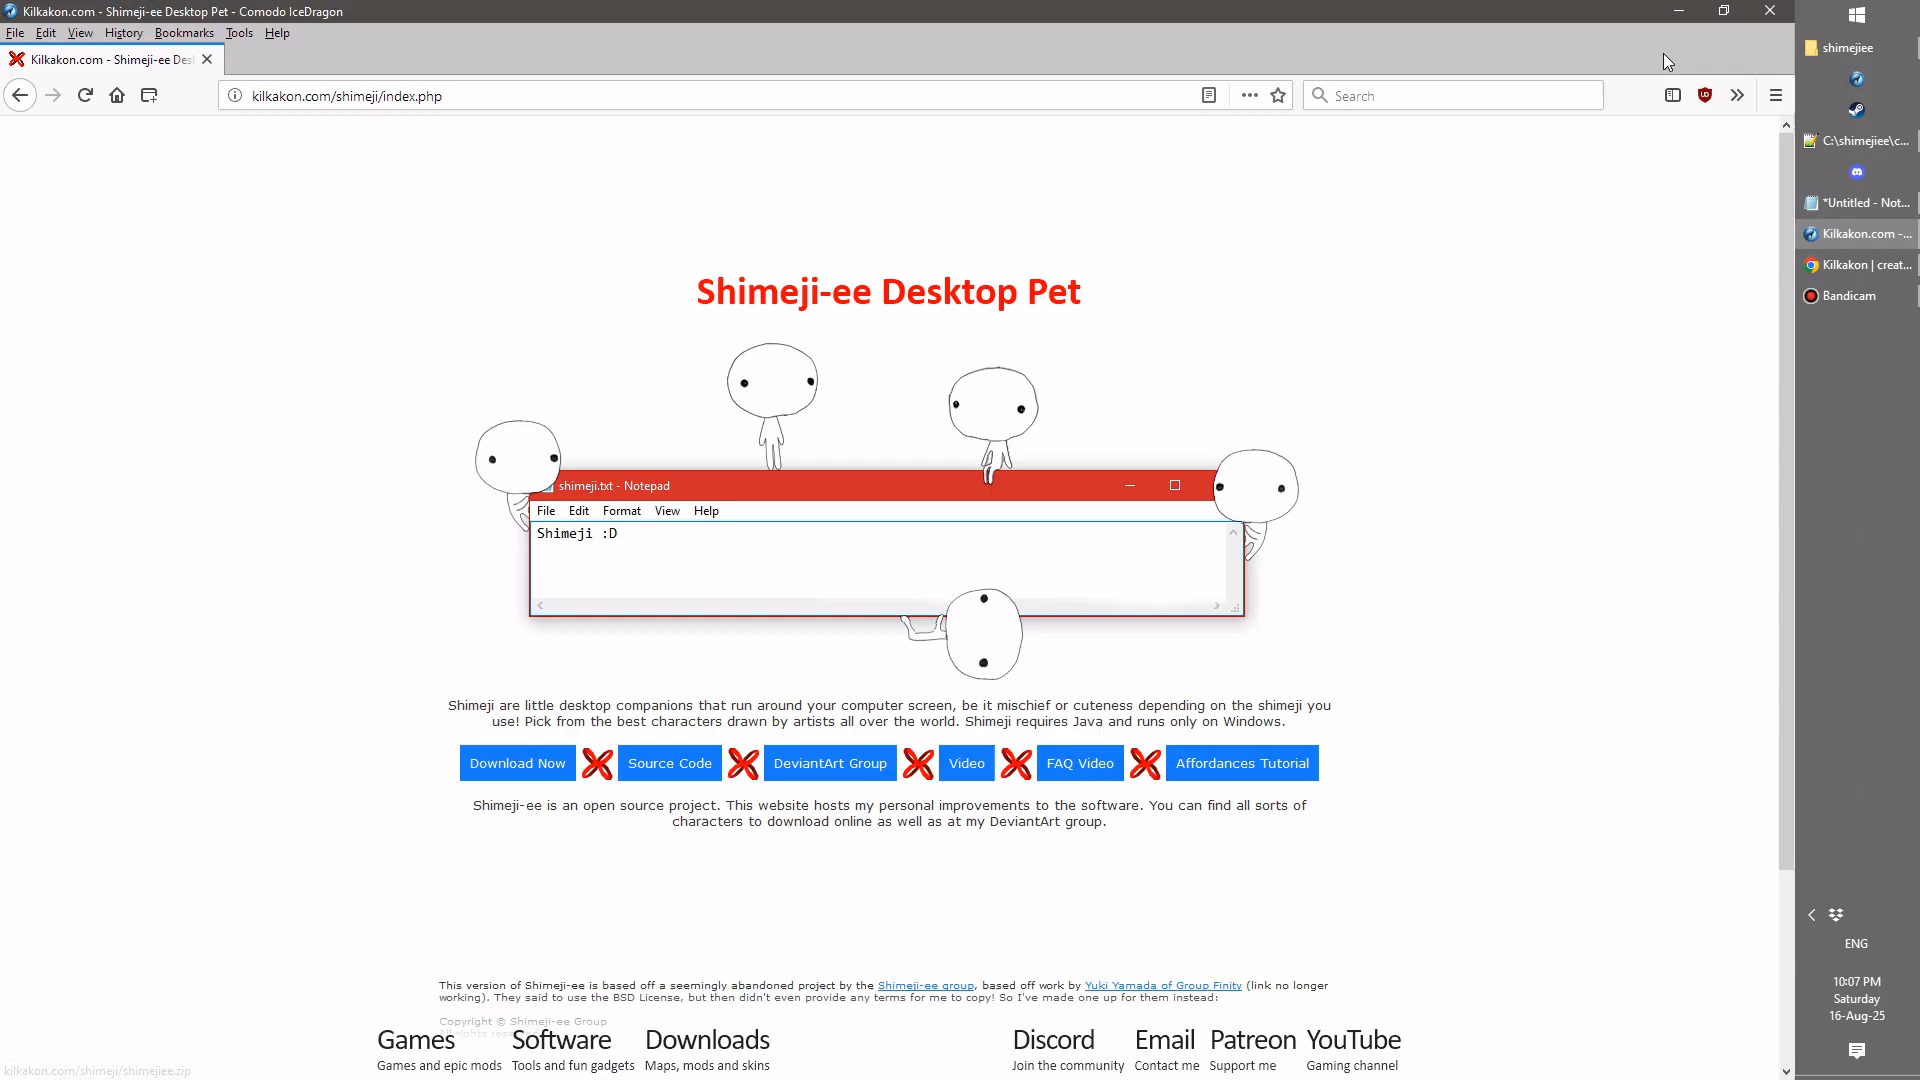 Kilkakon.com - Shimeji-ee Desktop Pet - Comodo IceDragon
File Edit View History Bookmarks Tools Help
Kilkakon.com - Shimeji-ee Des
kilkakon.com/shimeji/index.php
Search
Shimeji-ee Desktop Pet
shimeji.txt - Notepad
File Edit Format View Help
Shimeji :D
Shimeji are little desktop companions that run around your computer screen, be it mischief or cuteness depending on the shimeji you
use! Pick from the best characters drawn by artists all over the world. Shimeji requires Java and runs only on Windows.
Download Now Source Code DeviantArt Group Video FAQ Video Affordances Tutorial
Shimeji-ee is an open source project. This website hosts my personal improvements to the software. You can find all sorts of
characters to download online as well as at my DeviantArt group.
This version of Shimeji-ee is based off a seemingly abandoned project by the Shimeji-ee group, based off work by Yuki Yamada of Group Finity (link no longer
working). They said to use the BSD License, but then didn't even provide any terms for me to copy! So I've made one up for them instead:
Copyright © Shimeji-ee Group
Games Software Downloads Discord Email Patreon YouTube
Games and epic mods Tools and fun gadgets Maps, mods and skins Join the community Contact me Support me Gaming channel
kilkakon.com/shimeji/shimejiee.zip
shimejiee
C:\shimejiee\c...
*Untitled - Not...
Kilkakon.com -...
Kilkakon | creat...
Bandicam
ENG
10:07 PM
Saturday
16-Aug-25